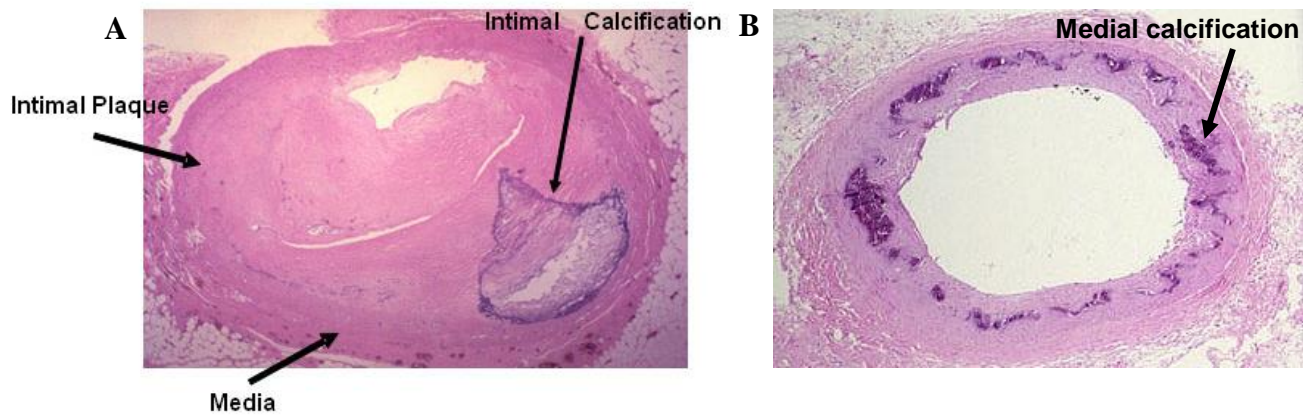 A
Intimal Calcification
Intimal Plaque
Media
B
Medial calcification